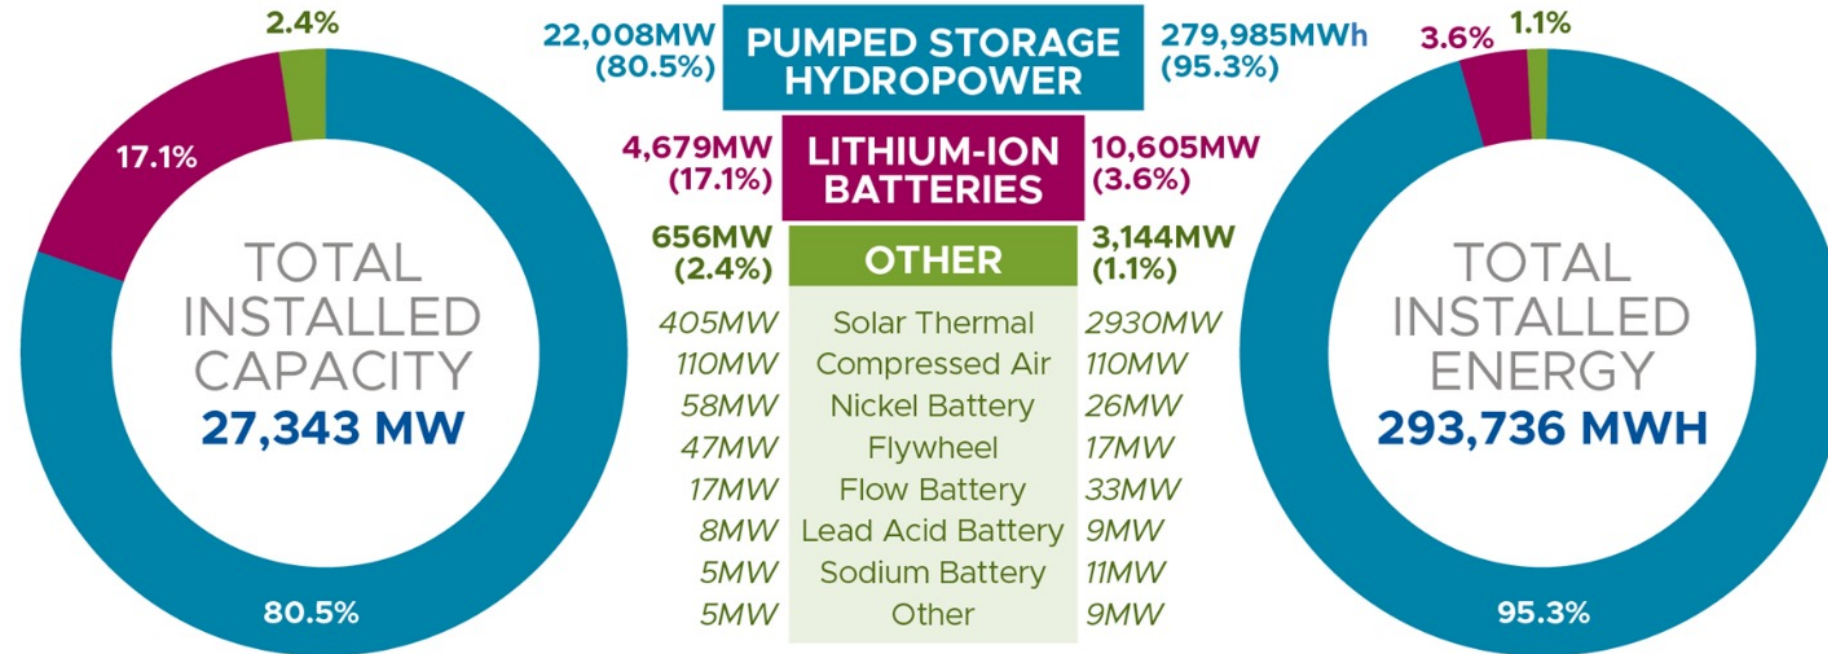 2.4%
17.1%
TOTAL
INSTALLED
CAPACITY
27,343 MW
80.5%
22,008MW
(80.5%)
PUMPED STORAGE
HYDROPOWER
279,985MWh
(95.3%)
4,679MW
(17.1%)
LITHIUM-ION
BATTERIES
10,605MW
(3.6%)
656MW
(2.4%)
OTHER
3,144MW
(1.1%)
405MW Solar Thermal 2930MW
110MW Compressed Air 110MW
58MW Nickel Battery 26MW
47MW Flywheel 17MW
17MW Flow Battery 33MW
8MW Lead Acid Battery 9MW
5MW Sodium Battery 11MW
5MW Other 9MW
3.6%
1.1%
TOTAL
INSTALLED
ENERGY
293,736 MWH
95.3%